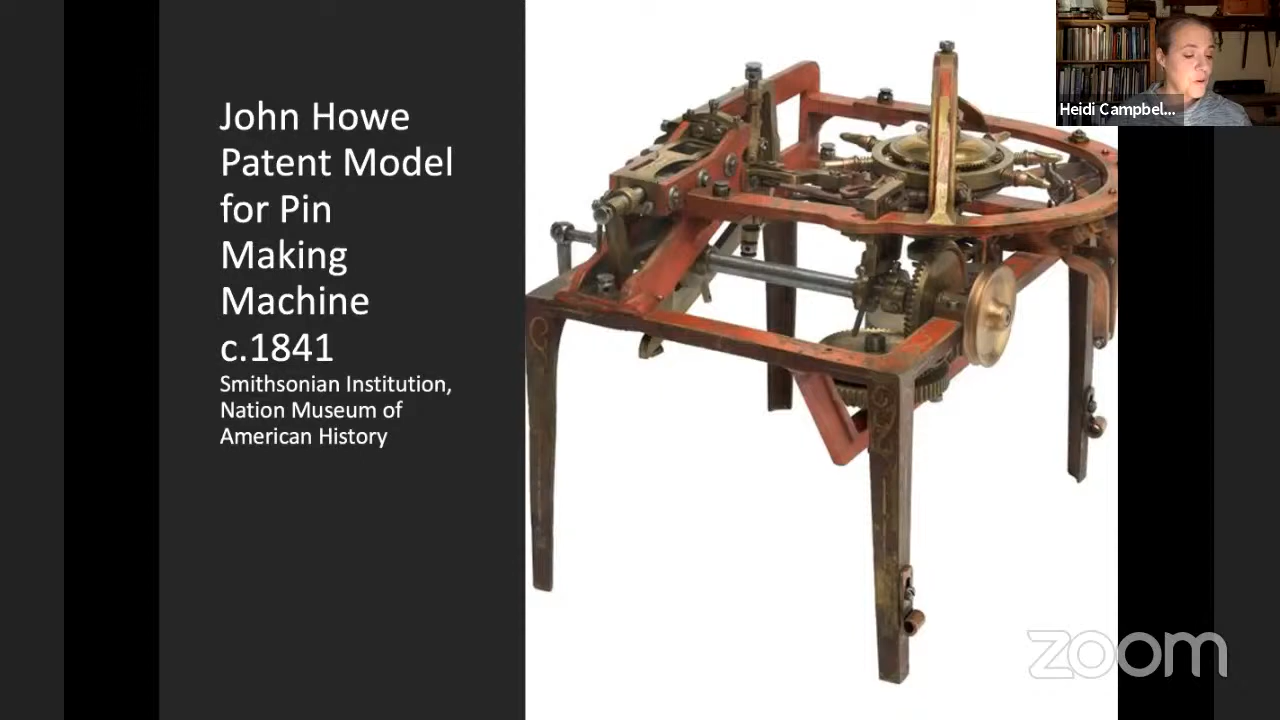 John Howe
Patent Model
for Pin
Making
Machine
c.1841
Smithsonian Institution,
Nation Museum of
American History
Heidi Campbel...
zoom